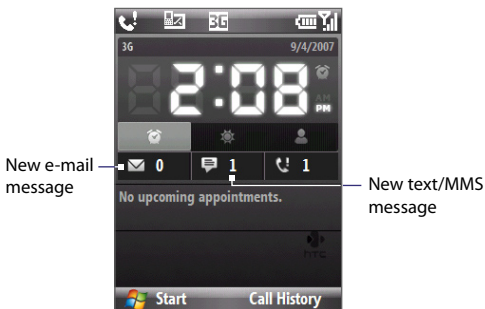 3G
3G 9/4/2007
2:08
AM
PM
New e-mail
message
0 1 1
New text/MMS
message
No upcoming appointments.
hTC
Start Call History